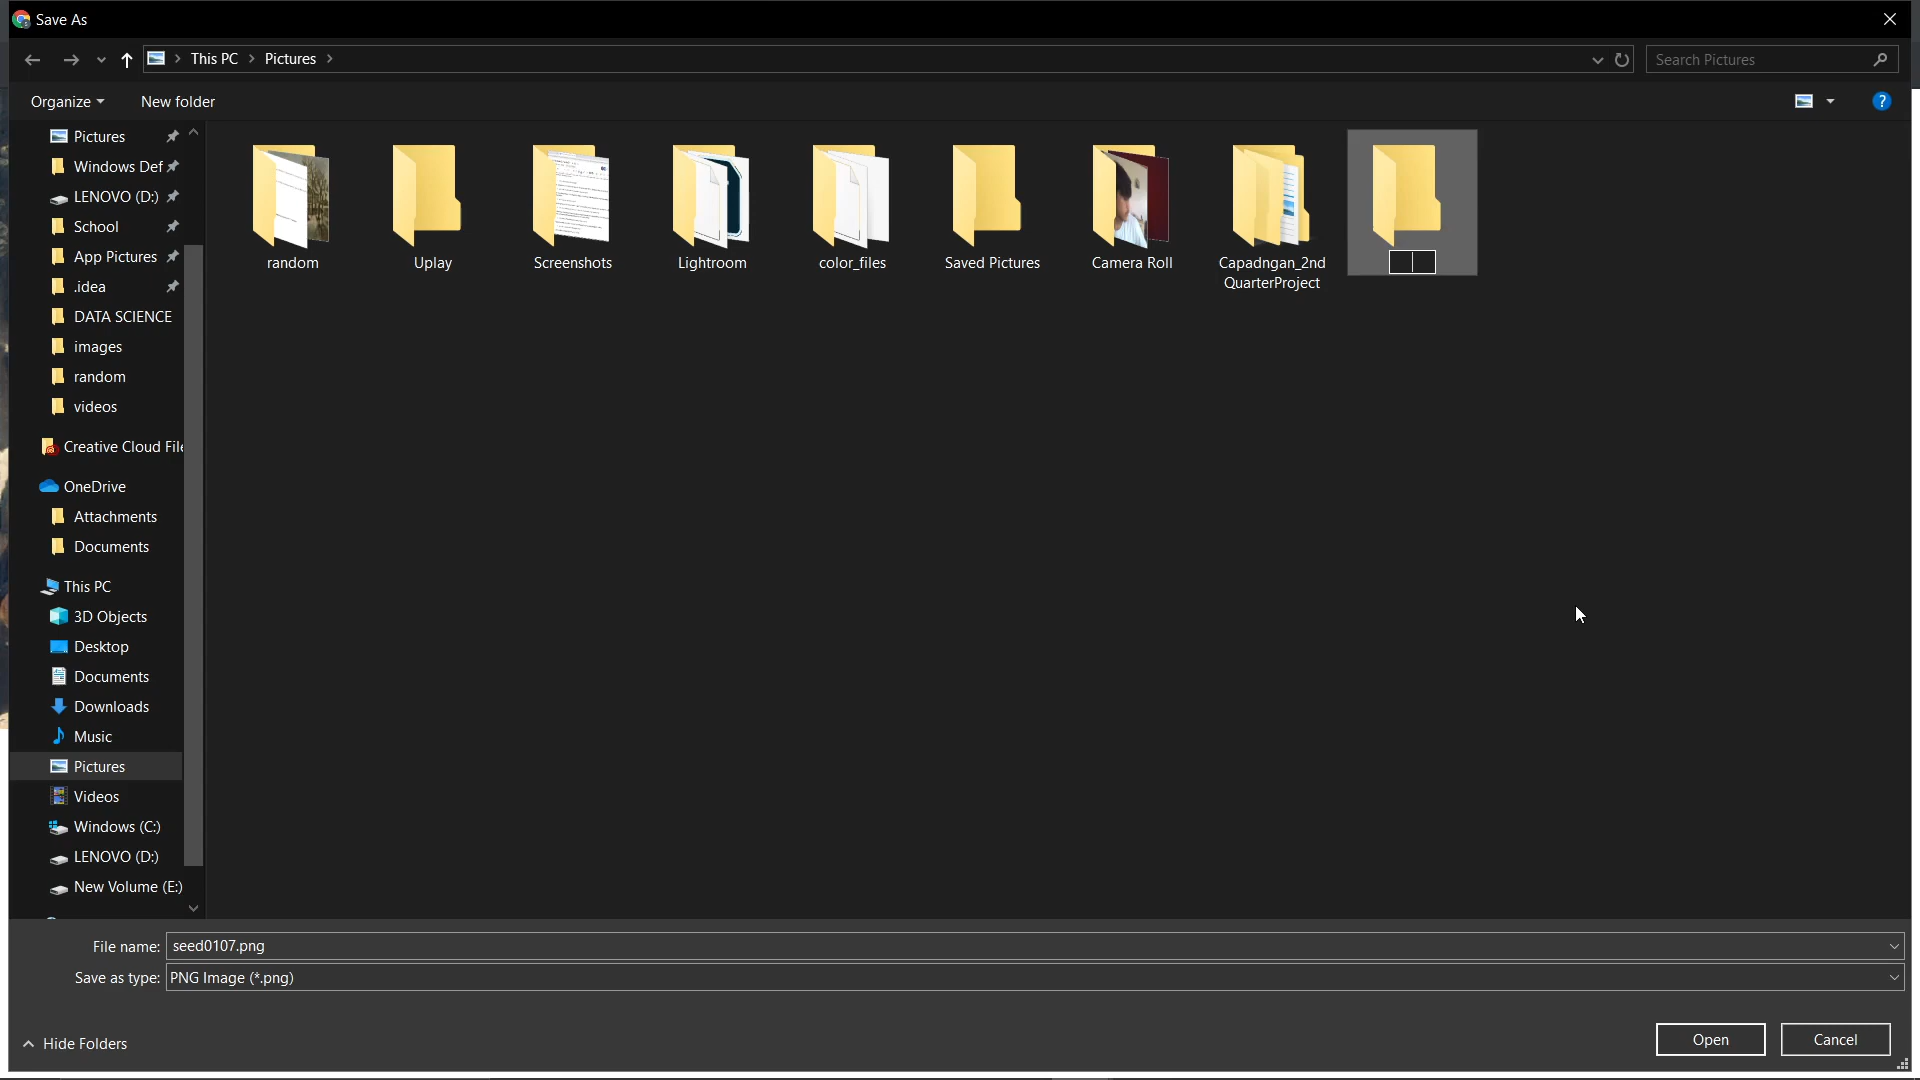 Save As
This PC
Pictures
Search Pictures
Organize
New folder
?
Pictures
Windows Def
LENOVO (D:)
School
App Pictures
.idea
DATA SCIENCE
images
random
videos
Creative Cloud File
OneDrive
Attachments
Documents
This PC
3D Objects
Desktop
Documents
Downloads
Music
Pictures
Videos
Windows (C:)
LENOVO (D:)
New Volume (E:)
random
Uplay
Screenshots
Lightroom
color_files
Saved Pictures
Camera Roll
Capadngan_2nd
QuarterProject
File name: seed0107.png
Save as type: PNG Image (*.png)
Hide Folders
Open
Cancel